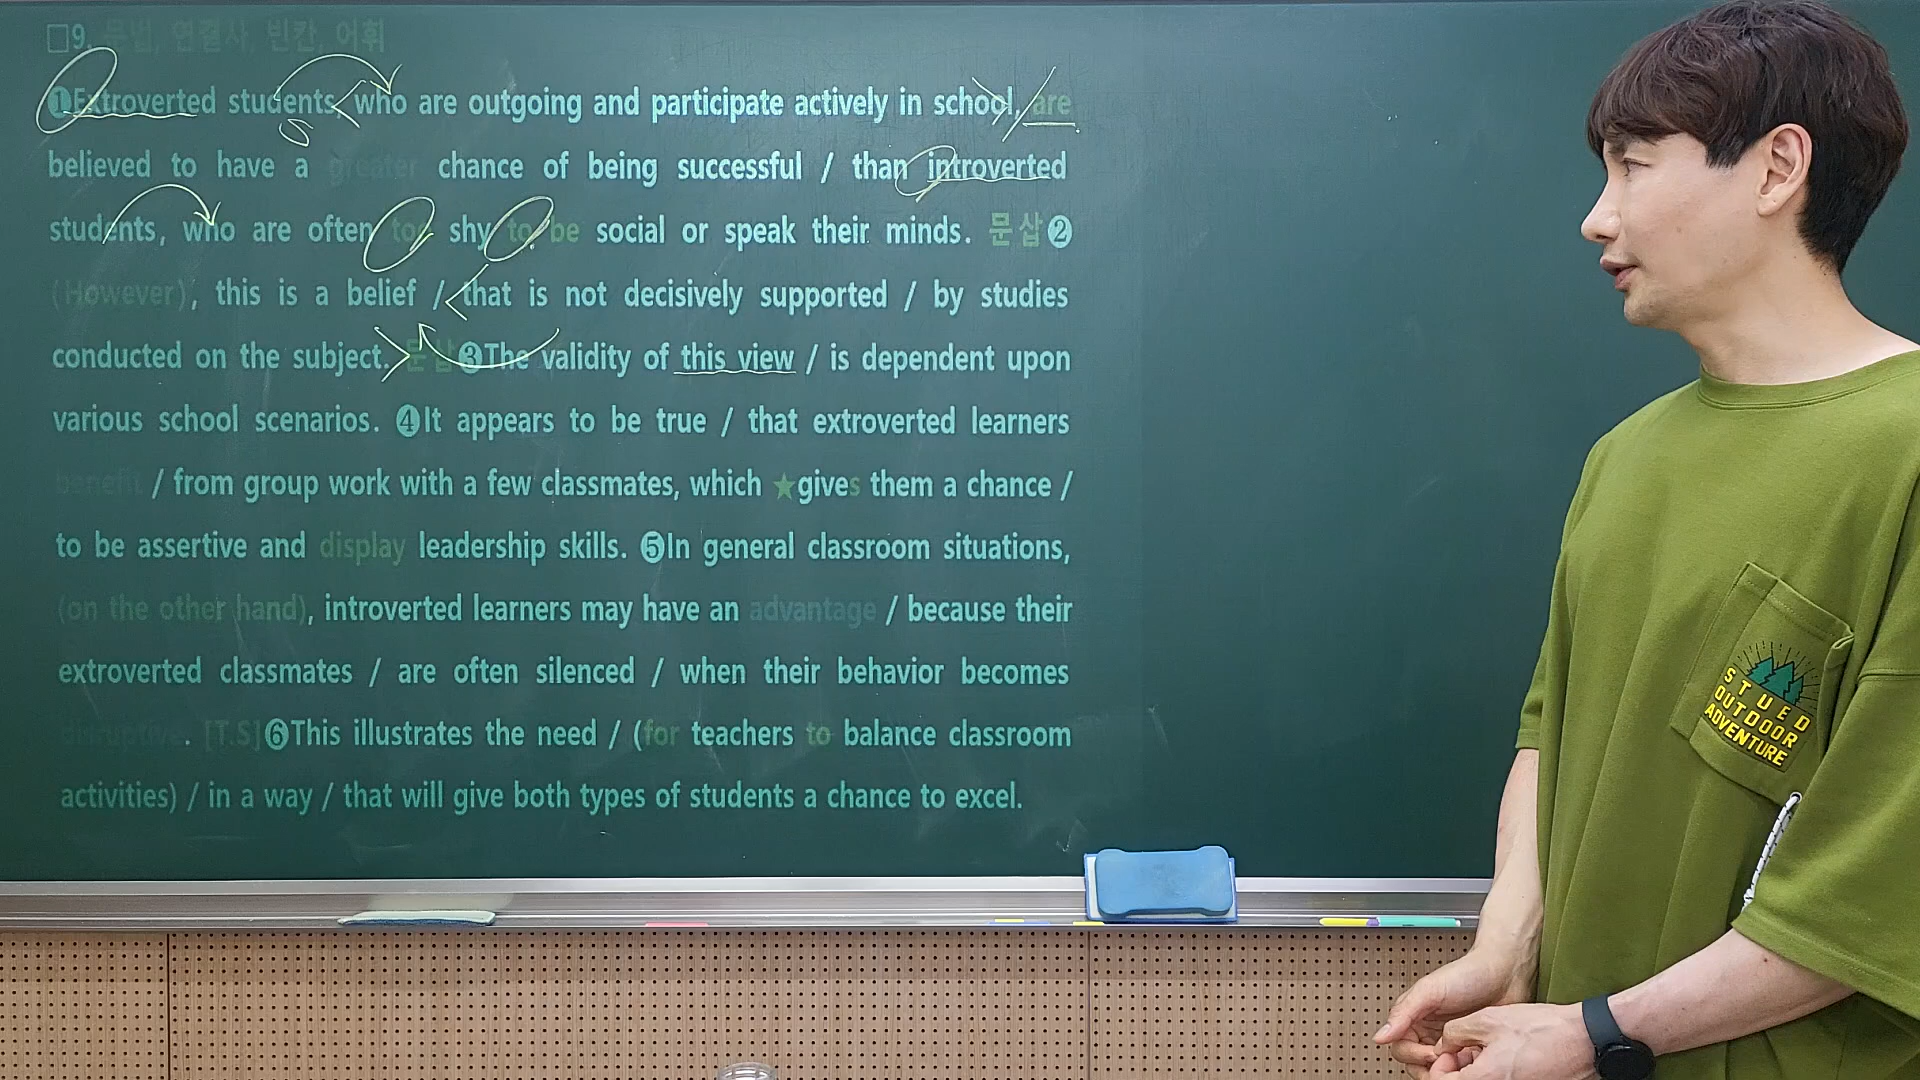 □9. 문법, 연결사, 빈칸, 어휘
❶Extroverted students, who are outgoing and participate actively in school, are
believed to have a greater chance of being successful / than introverted
students, who are often too shy to be social or speak their minds. 문삽❷
(However), this is a belief / that is not decisively supported / by studies
conducted on the subject. 문삽❸The validity of this view / is dependent upon
various school scenarios. ❹It appears to be true / that extroverted learners
benefit / from group work with a few classmates, which ★gives them a chance /
to be assertive and display leadership skills. ❺In general classroom situations,
(on the other hand), introverted learners may have an advantage / because their
extroverted classmates / are often silenced / when their behavior becomes
disruptive. [T.S]❻This illustrates the need / (for teachers to balance classroom
activities) / in a way / that will give both types of students a chance to excel.
STUED
OUTDOOR
ADVENTURE